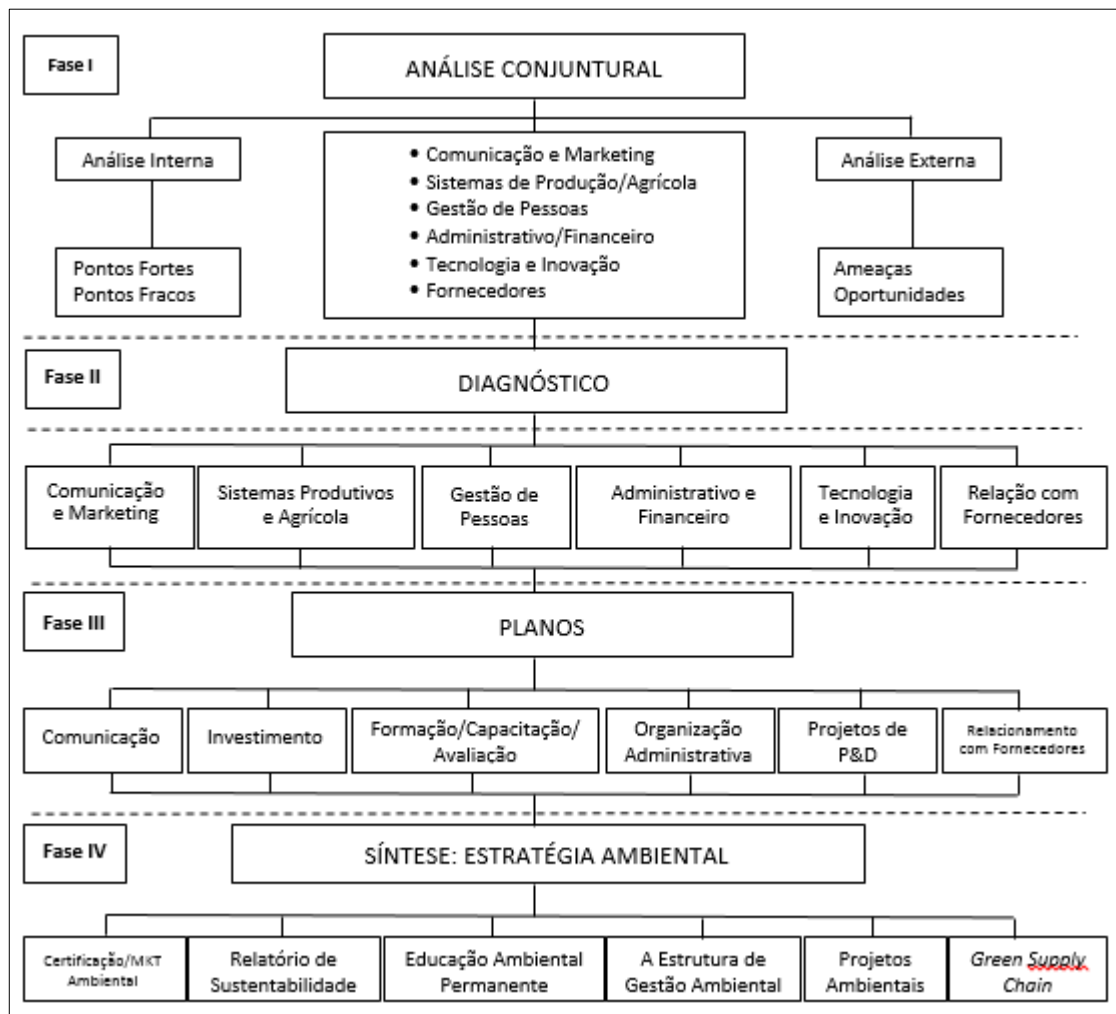 Fase I
ANÁLISE CONJUNTURAL
Análise Interna
• Comunicação e Marketing
• Sistemas de Produção/Agrícola
• Gestão de Pessoas
• Administrativo/Financeiro
• Tecnologia e Inovação
• Fornecedores
Análise Externa
Pontos Fortes
Pontos Fracos
Ameaças
Oportunidades
Fase II
DIAGNÓSTICO
Comunicação
e Marketing
Sistemas Produtivos
e Agrícola
Gestão de
Pessoas
Administrativo e
Financeiro
Tecnologia
e Inovação
Relação com
Fornecedores
Fase III
PLANOS
Comunicação
Investimento
Formação/Capacitação/
Avaliação
Organização
Administrativa
Projetos de
P&D
Relacionamento
com Fornecedores
Fase IV
SÍNTESE: ESTRATÉGIA AMBIENTAL
Certificação/MKT
Ambiental
Relatório de
Sustentabilidade
Educação Ambiental
Permanente
A Estrutura de
Gestão Ambiental
Projetos
Ambientais
Green Supply
Chain